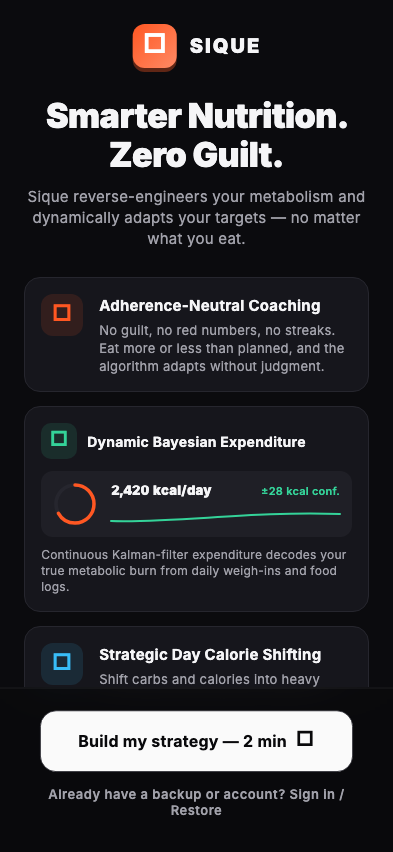 SIQUE
Smarter Nutrition.
Zero Guilt.
Sique reverse-engineers your metabolism and
dynamically adapts your targets — no matter
what you eat.
Adherence-Neutral Coaching
No guilt, no red numbers, no streaks.
Eat more or less than planned, and the
algorithm adapts without judgment.
Dynamic Bayesian Expenditure
2,420 kcal/day ±28 kcal conf.
Continuous Kalman-filter expenditure decodes your
true metabolic burn from daily weigh-ins and food
logs.
Strategic Day Calorie Shifting
Shift carbs and calories into heavy
Build my strategy — 2 min
Already have a backup or account? Sign in /
Restore